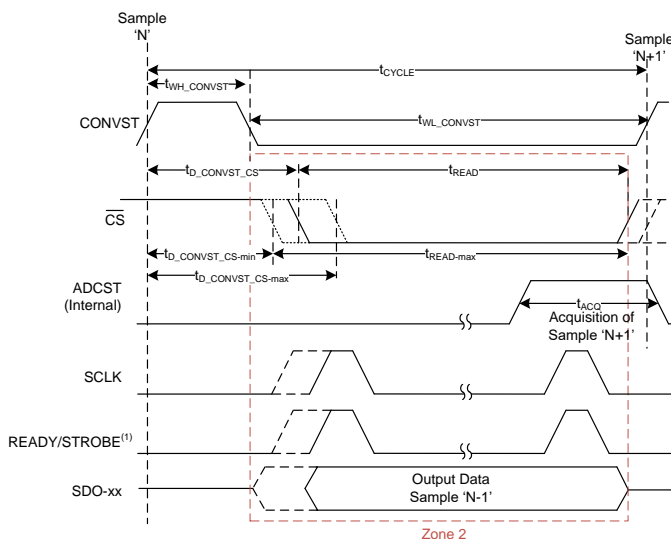 Sample
'N'
Sample
'N+1'
tCYCLE
tWH_CONVST
CONVST
tWL_CONVST
tD_CONVST_CS
tREAD
CS
tD_CONVST_CS-min
tREAD-max
tD_CONVST_CS-max
ADCST
(Internal)
tACQ
Acquisition of
Sample 'N+1'
SCLK
READY/STROBE(1)
SDO-xx
Output Data
Sample 'N-1'
Zone 2